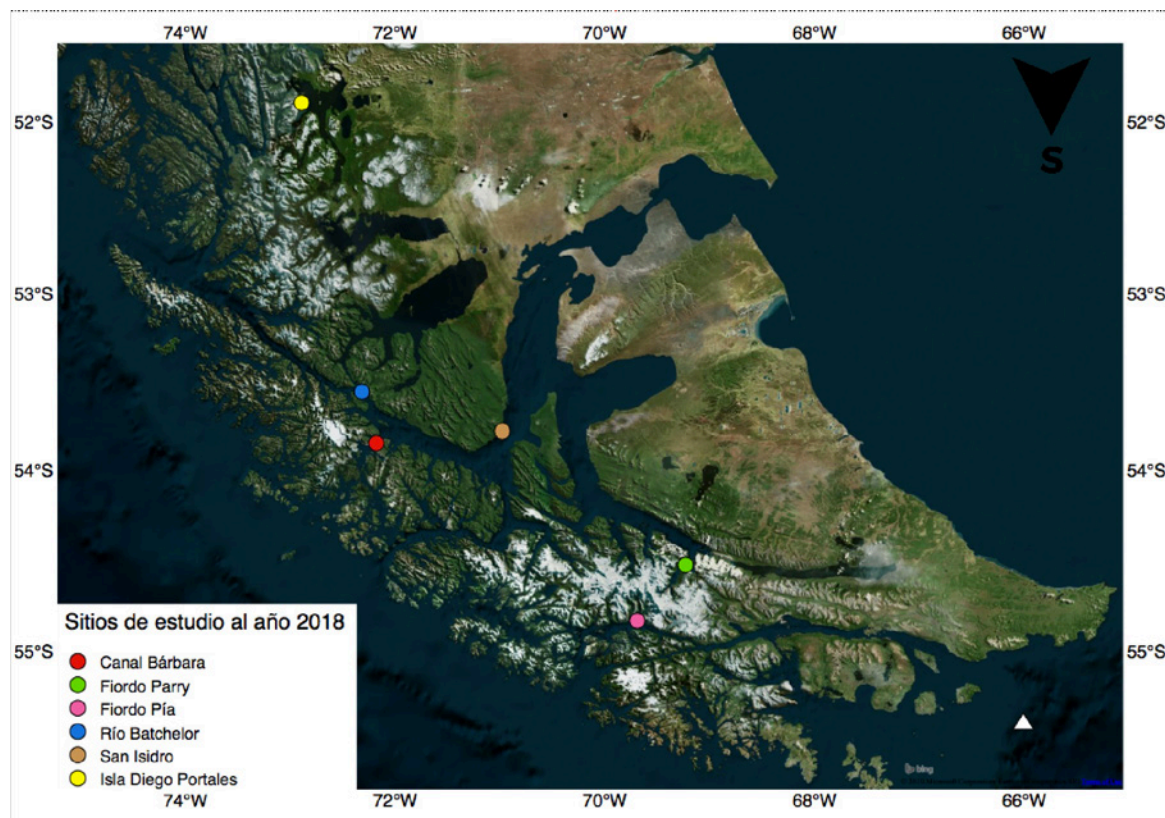 74°W 72°W 70°W 68°W 66°W
52°S 52°S
S
53°S 53°S
54°S 54°S
55°S 55°S
Sitios de estudio al año 2018
Canal Bárbara
Fiordo Parry
Fiordo Pía
Río Batchelor
San Isidro
Isla Diego Portales
bing
74°W 72°W 70°W 68°W 66°W